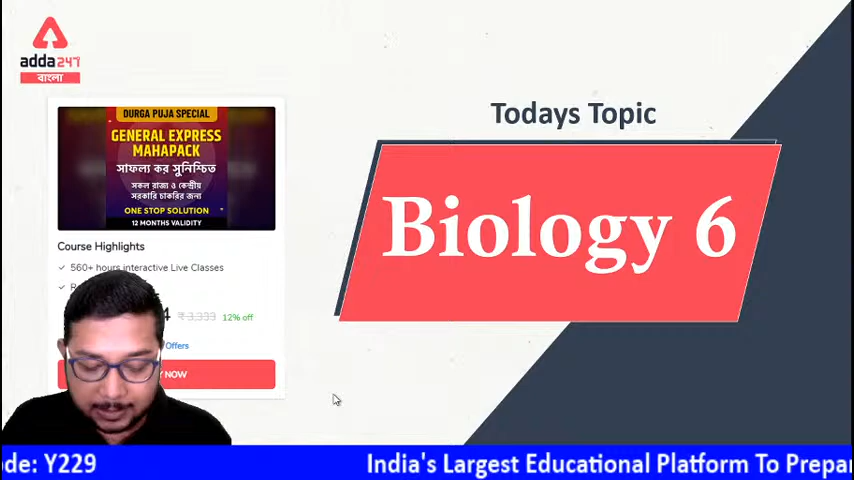 adda247
বাংলা
DURGA PUJA SPECIAL
GENERAL EXPRESS
MAHAPACK
সাফল্য কর সুনিশ্চিত
সকল রাজ্য ও কেন্দ্রীয়
সরকারি চাকরির জন্য
ONE STOP SOLUTION
12 MONTHS VALIDITY
Course Highlights
560+ hours interactive Live Classes
₹ 3,333 12% off
Offers
NOW
Todays Topic
Biology 6
de: Y229 India's Largest Educational Platform To Prepar